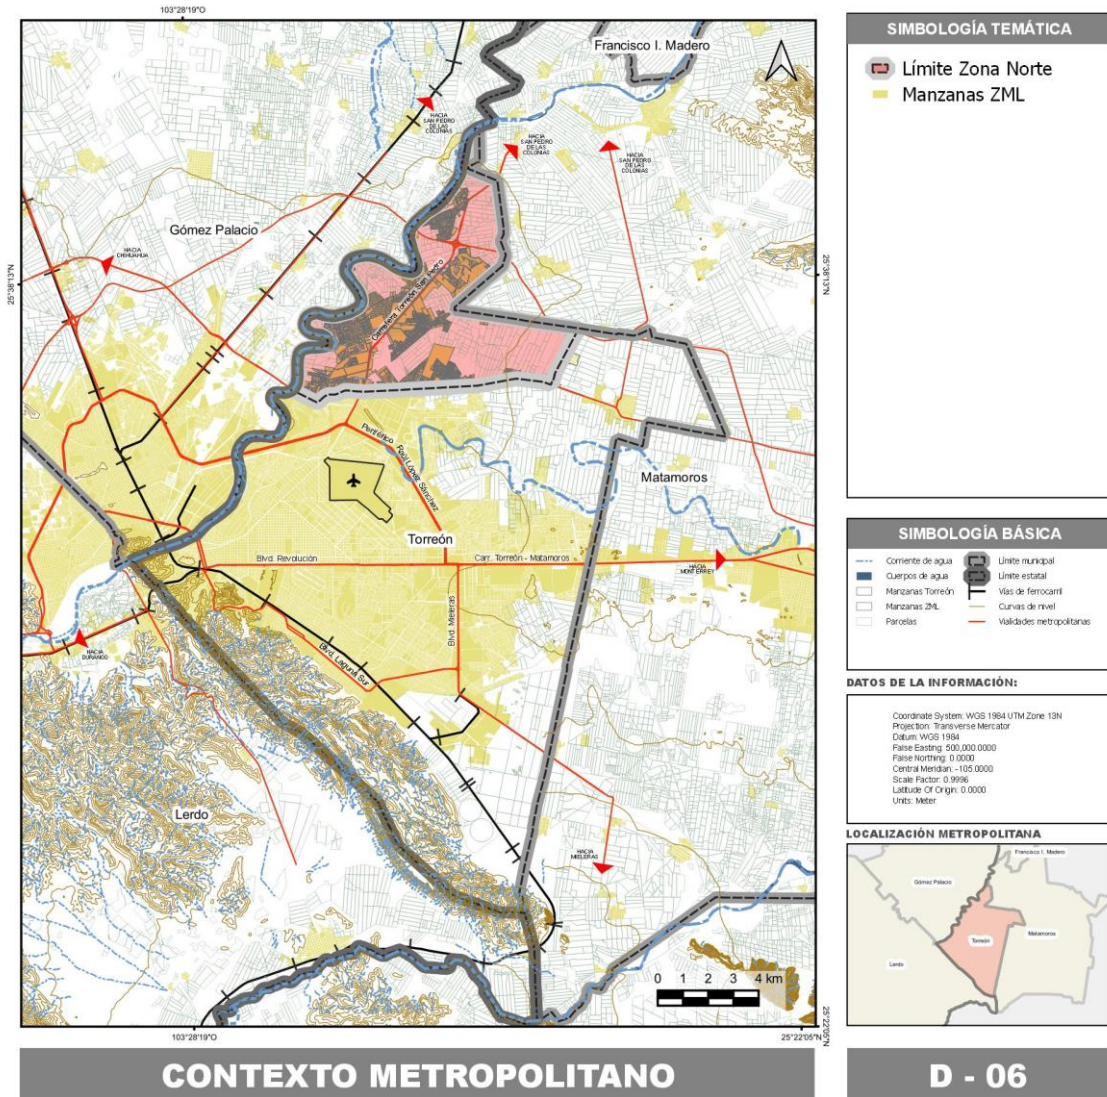 103°28'19"O
Francisco I. Madero
HACIA
SAN PEDRO
DE LAS
COLONIAS
HACIA
SAN PEDRO
DE LAS
COLONIAS
HACIA
SAN PEDRO
DE LAS
COLONIAS
Gómez Palacio
HACIA
CHIHUAHUA
25°38'13"N
25°38'13"N
Carretera Torreón San Pedro
Periférico Raúl López Sánchez
Matamoros
Torreón
Blvd. Revolución
Carr. Torreón - Matamoros
HACIA
MONTERREY
Blvd. Mieleras
HACIA
DURANGO
Blvd. Laguna Sur
Lerdo
HACIA
MIELERAS
0 1 2 3 4 km
103°28'19"O
25°22'05"N
25°22'05"N
CONTEXTO METROPOLITANO
SIMBOLOGÍA TEMÁTICA
Límite Zona Norte
Manzanas ZML
SIMBOLOGÍA BÁSICA
Corriente de agua
Cuerpos de agua
Manzanas Torreón
Manzanas ZML
Parcelas
Límite municipal
Límite estatal
Vías de ferrocarril
Curvas de nivel
Vialidades metropolitanas
DATOS DE LA INFORMACIÓN:
Coordinate System: WGS 1984 UTM Zone 13N
Projection: Transverse Mercator
Datum: WGS 1984
False Easting: 500,000.0000
False Northing: 0.0000
Central Meridian: -105.0000
Scale Factor: 0.9996
Latitude Of Origin: 0.0000
Units: Meter
LOCALIZACIÓN METROPOLITANA
Francisco I. Madero
Gómez Palacio
Torreón
Matamoros
Lerdo
D - 06